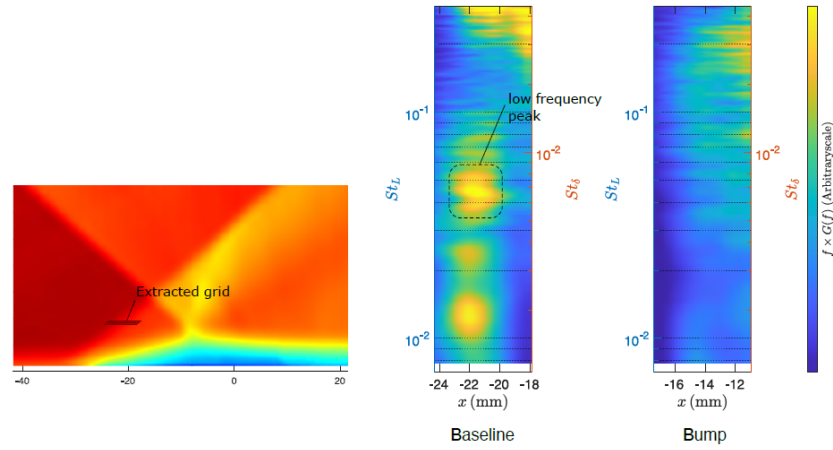 Extracted grid
-40
-20
0
20
low frequency
peak
10⁻¹
10⁻²
St_L
10⁻²
St_δ
-24
-22
-20
-18
x (mm)
Baseline
10⁻¹
10⁻²
St_L
10⁻²
St_δ
-16
-14
-12
x (mm)
Bump
f × G(f) (Arbitraryscale)